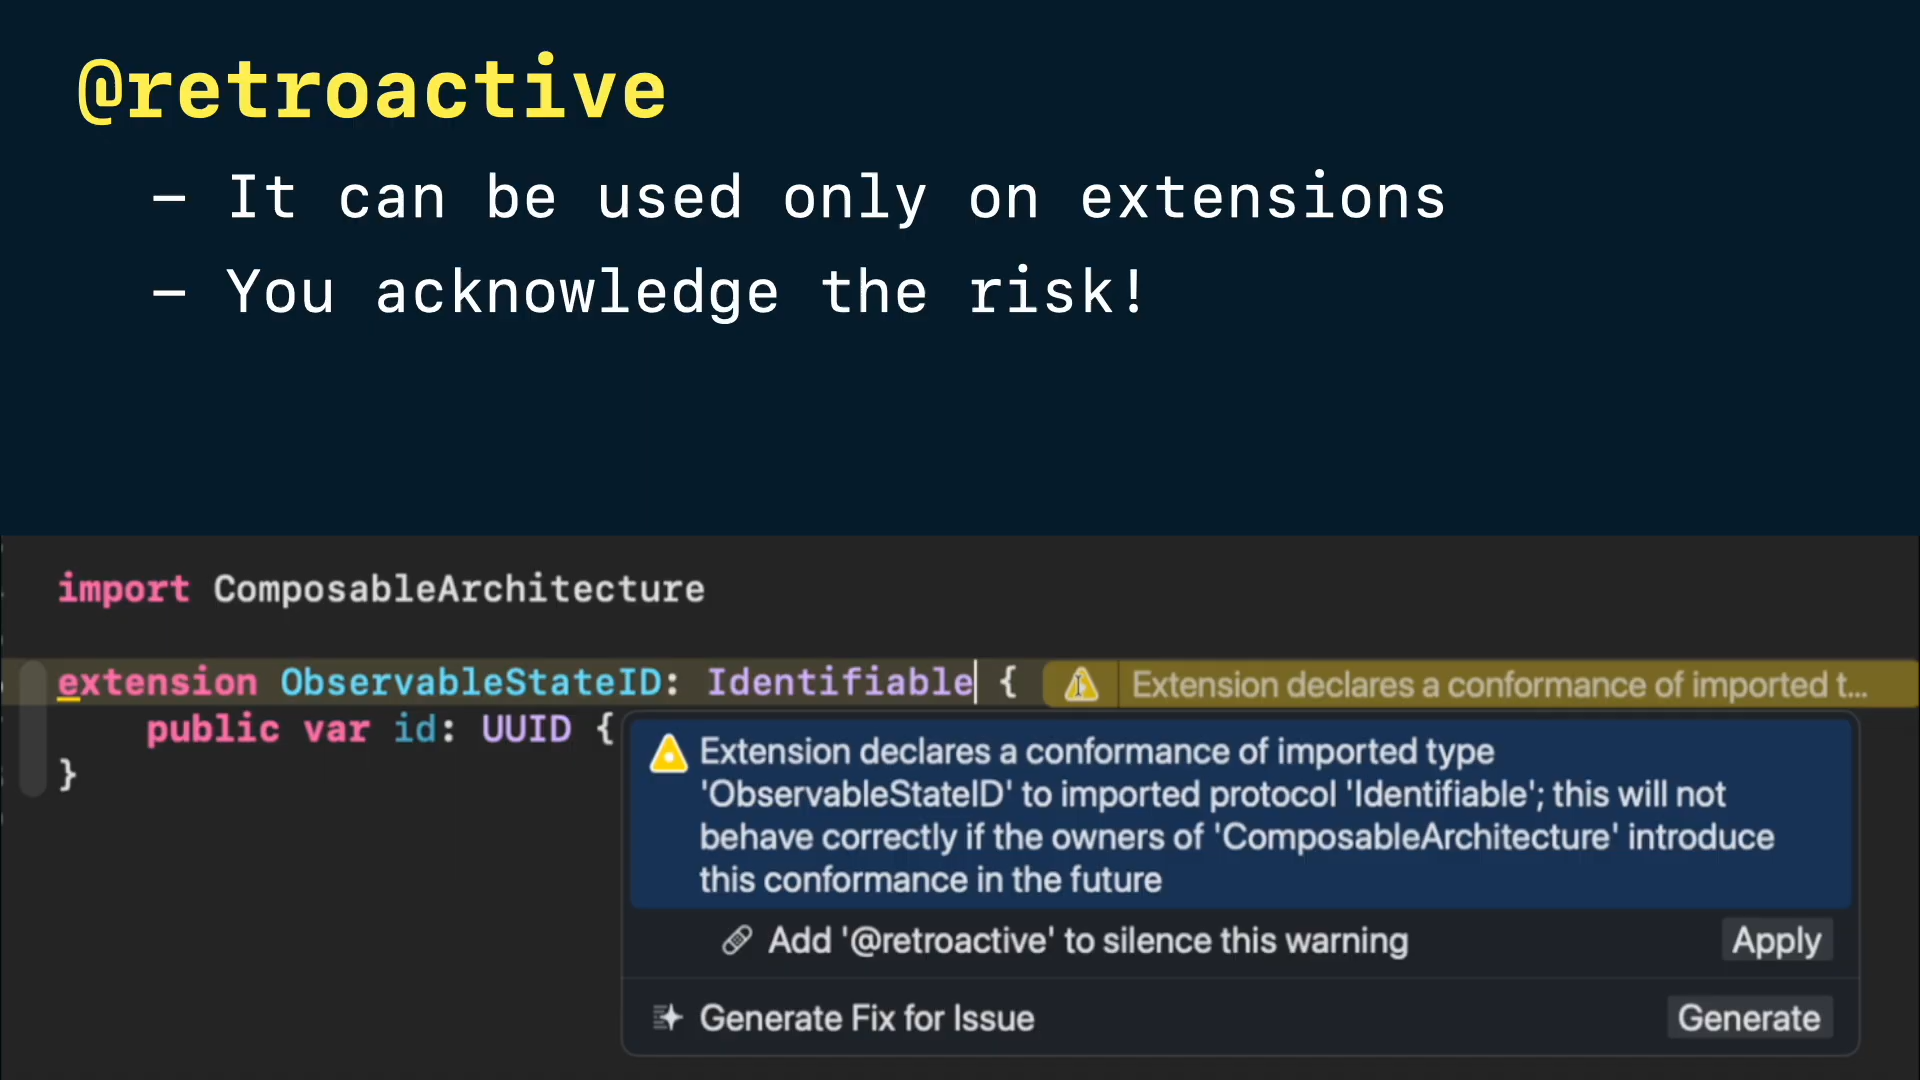 @retroactive
– It can be used only on extensions
– You acknowledge the risk!
import ComposableArchitecture
extension ObservableStateID: Identifiable {
Extension declares a conformance of imported t...
public var id: UUID {
}
Extension declares a conformance of imported type
'ObservableStateID' to imported protocol 'Identifiable'; this will not
behave correctly if the owners of 'ComposableArchitecture' introduce
this conformance in the future
Add '@retroactive' to silence this warning
Apply
Generate Fix for Issue
Generate